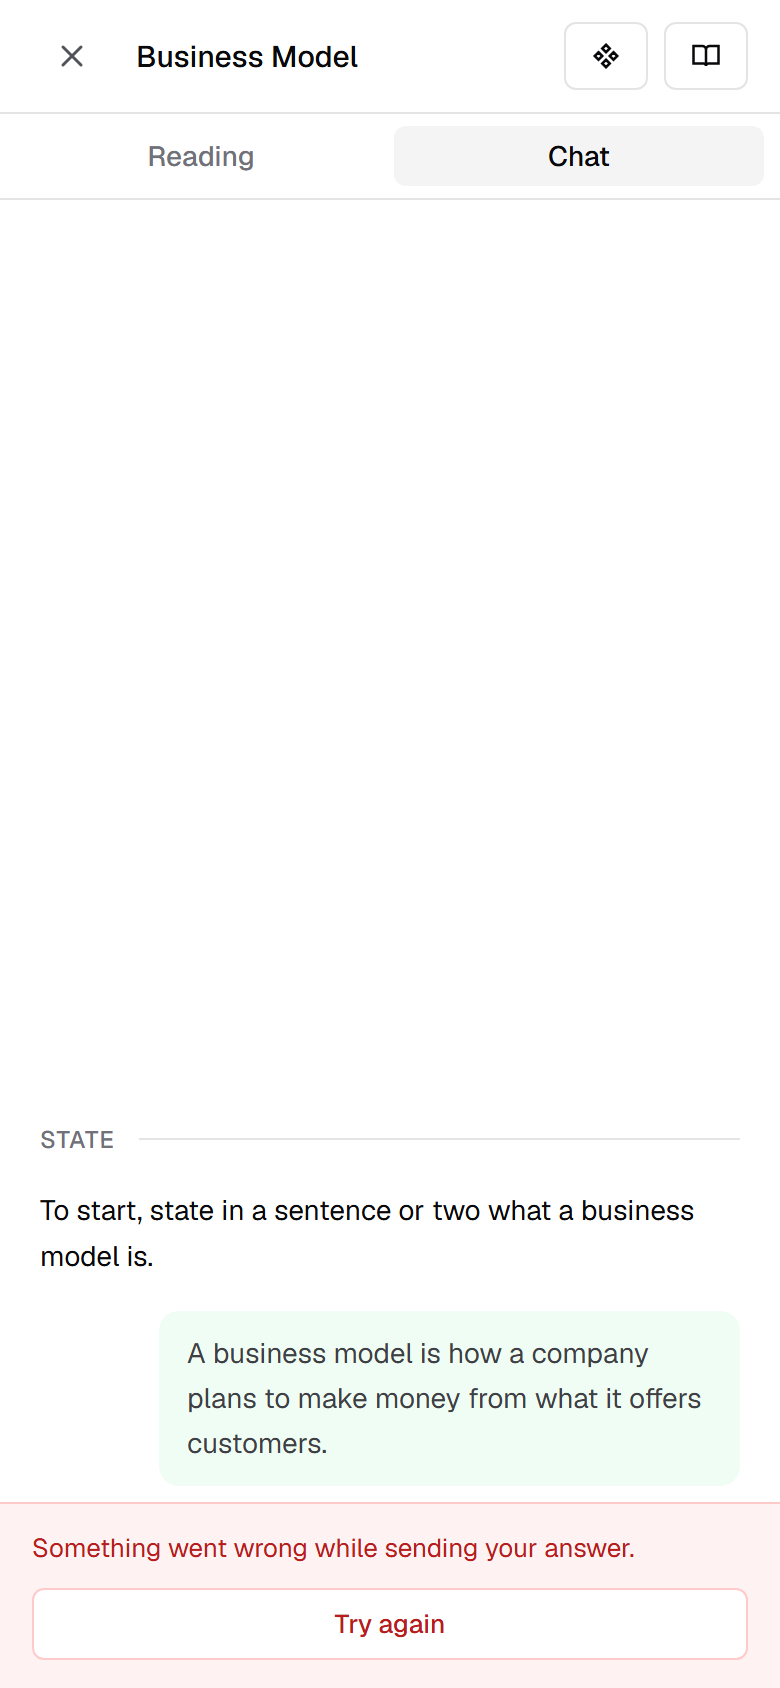 Business Model
Reading
Chat
STATE
To start, state in a sentence or two what a business
model is.
A business model is how a company
plans to make money from what it offers
customers.
Something went wrong while sending your answer.
Try again